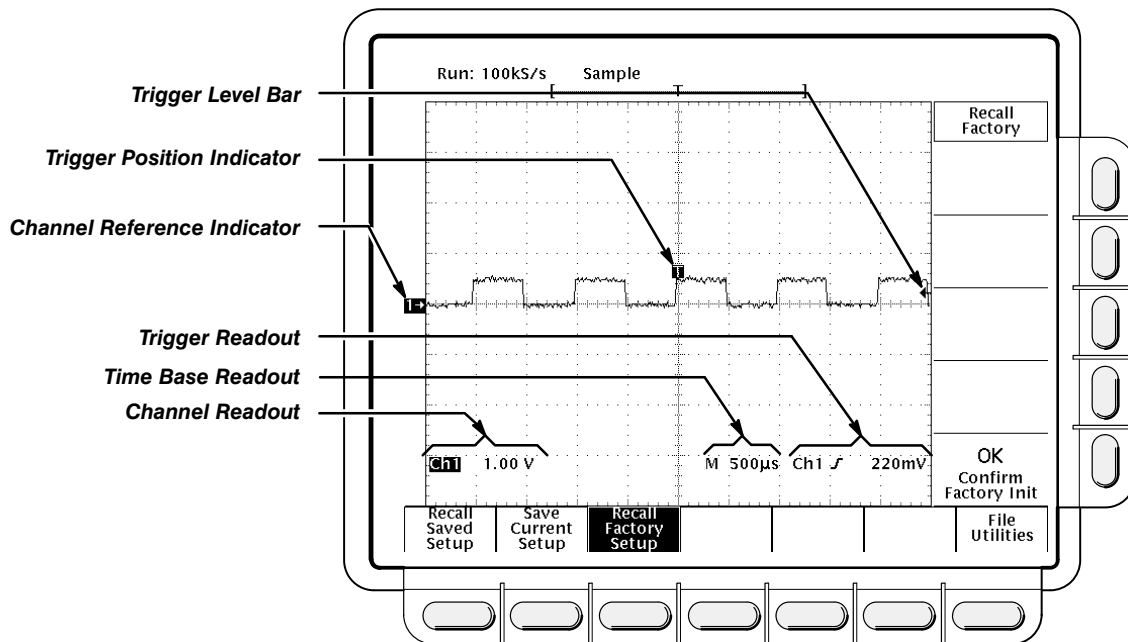 Run: 100kS/s Sample
Trigger Level Bar
Recall
Factory
Trigger Position Indicator
T
Channel Reference Indicator
1→
Trigger Readout
Time Base Readout
Channel Readout
Ch1 1.00 V M 500µs Ch1 220mV
OK
Confirm
Factory Init
Recall
Saved
Setup
Save
Current
Setup
Recall
Factory
Setup
File
Utilities